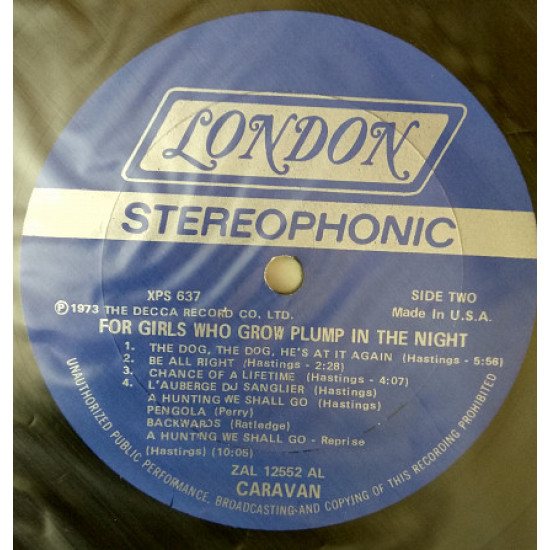 LONDON
STEREOPHONIC
XPS 637
SIDE TWO
Ⓟ 1973 THE DECCA RECORD CO. LTD.
Made in U.S.A.
FOR GIRLS WHO GROW PLUMP IN THE NIGHT
1. THE DOG, THE DOG, HE'S AT IT AGAIN (Hastings - 5:56)
2. BE ALL RIGHT (Hastings - 2:28)
3. CHANCE OF A LIFETIME (Hastings - 4:07)
4. L'AUBERGE DJ SANGLIER (Hastings)
A HUNTING WE SHALL GO (Hastings)
PENGOLA (Perry)
BACKWARDS (Ratledge)
A HUNTING WE SHALL GO - Reprise
(Hastings) (10:05)
ZAL 12552 AL
CARAVAN
UNAUTHORIZED PUBLIC PERFORMANCE, BROADCASTING AND COPYING OF THIS RECORDING PROHIBITED